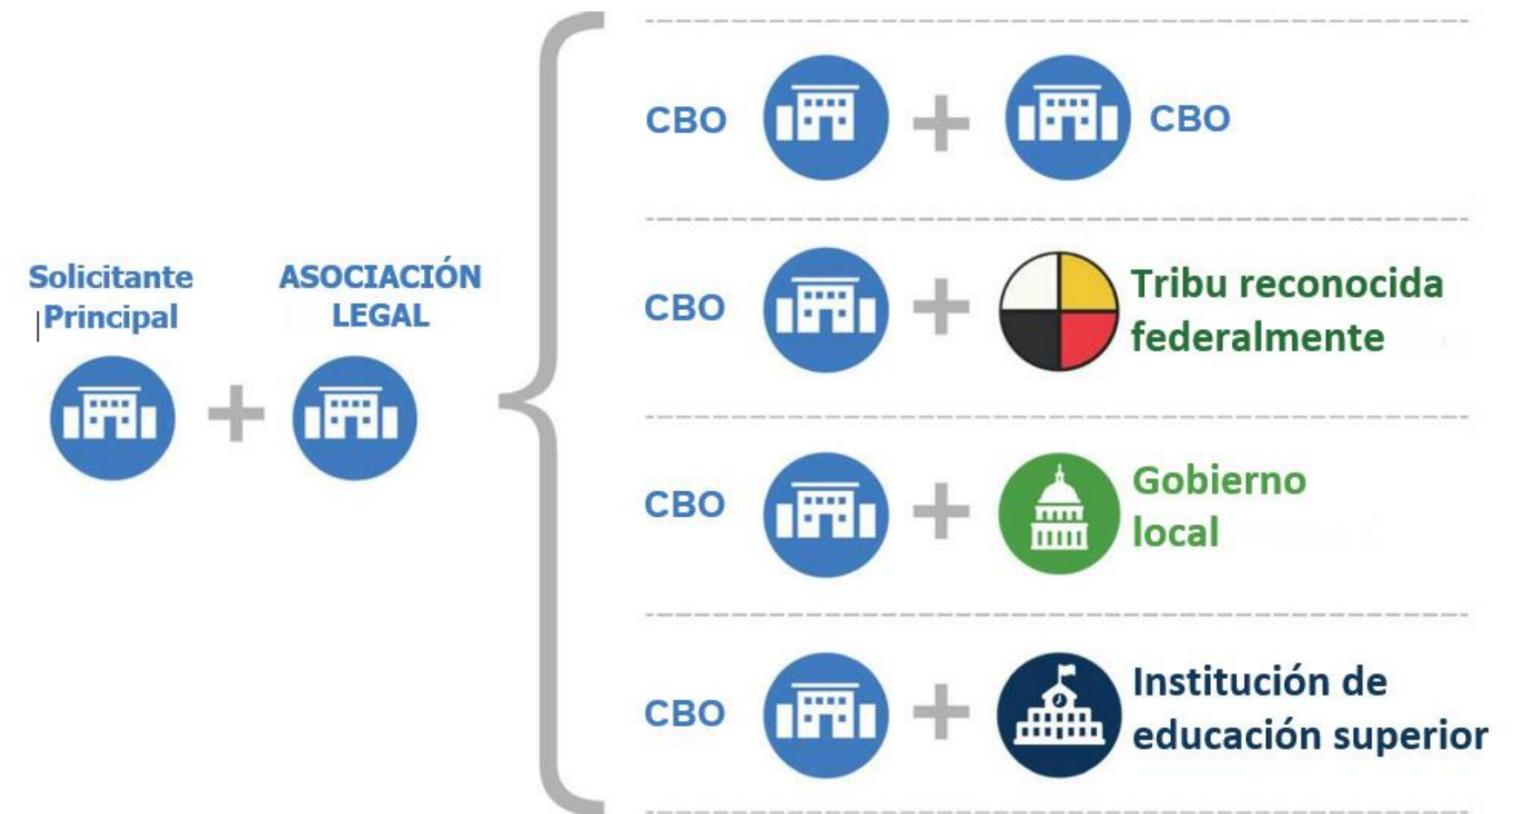 Solicitante
Principal
ASOCIACIÓN
LEGAL
CBO
CBO
CBO
Tribu reconocida
federalmente
CBO
Gobierno
local
CBO
Institución de
educación superior